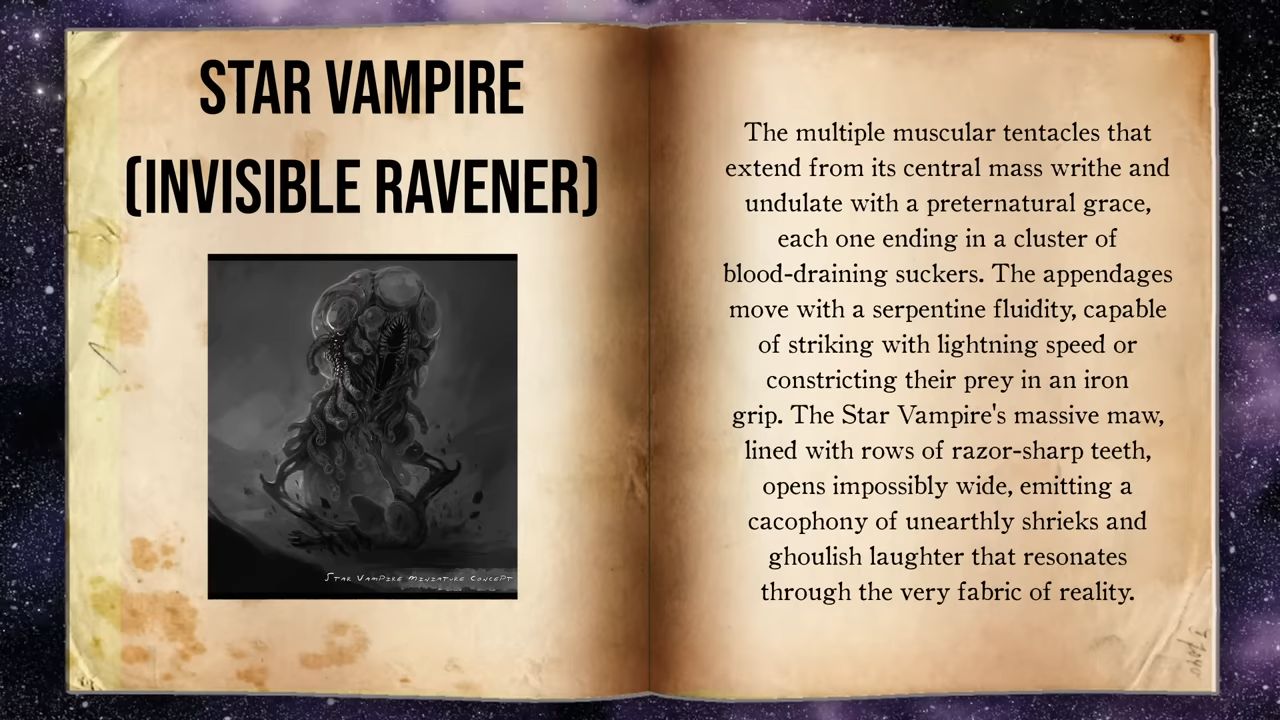 STAR VAMPIRE
(INVISIBLE RAVENER)
STAR VAMPIRE MINIATURE CONCEPT
The multiple muscular tentacles that
extend from its central mass writhe and
undulate with a preternatural grace,
each one ending in a cluster of
blood-draining suckers. The appendages
move with a serpentine fluidity, capable
of striking with lightning speed or
constricting their prey in an iron
grip. The Star Vampire's massive maw,
lined with rows of razor-sharp teeth,
opens impossibly wide, emitting a
cacophony of unearthly shrieks and
ghoulish laughter that resonates
through the very fabric of reality.